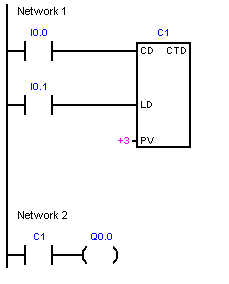 Network 1
I0.0
C1
CD CTD
I0.1
LD
+3 PV
Network 2
C1 Q0.0